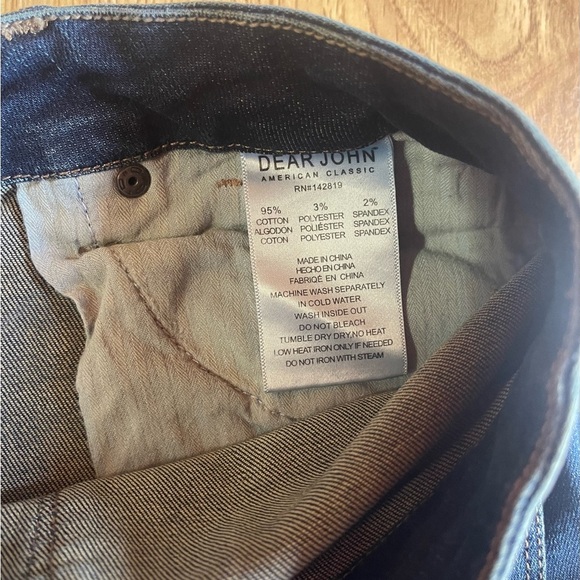 DEAR JOHN™
AMERICAN CLASSIC
RN#142819
95% 3% 2%
COTTON POLYESTER SPANDEX
ALGODON POLIÉSTER SPANDEX
COTON POLYESTER SPANDEX
MADE IN CHINA
HECHO EN CHINA
FABRIQÉ EN CHINA
MACHINE WASH SEPARATELY
IN COLD WATER
WASH INSIDE OUT
DO NOT BLEACH
TUMBLE DRY DRY,NO HEAT
LOW HEAT IRON ONLY IF NEEDED
DO NOT IRON WITH STEAM